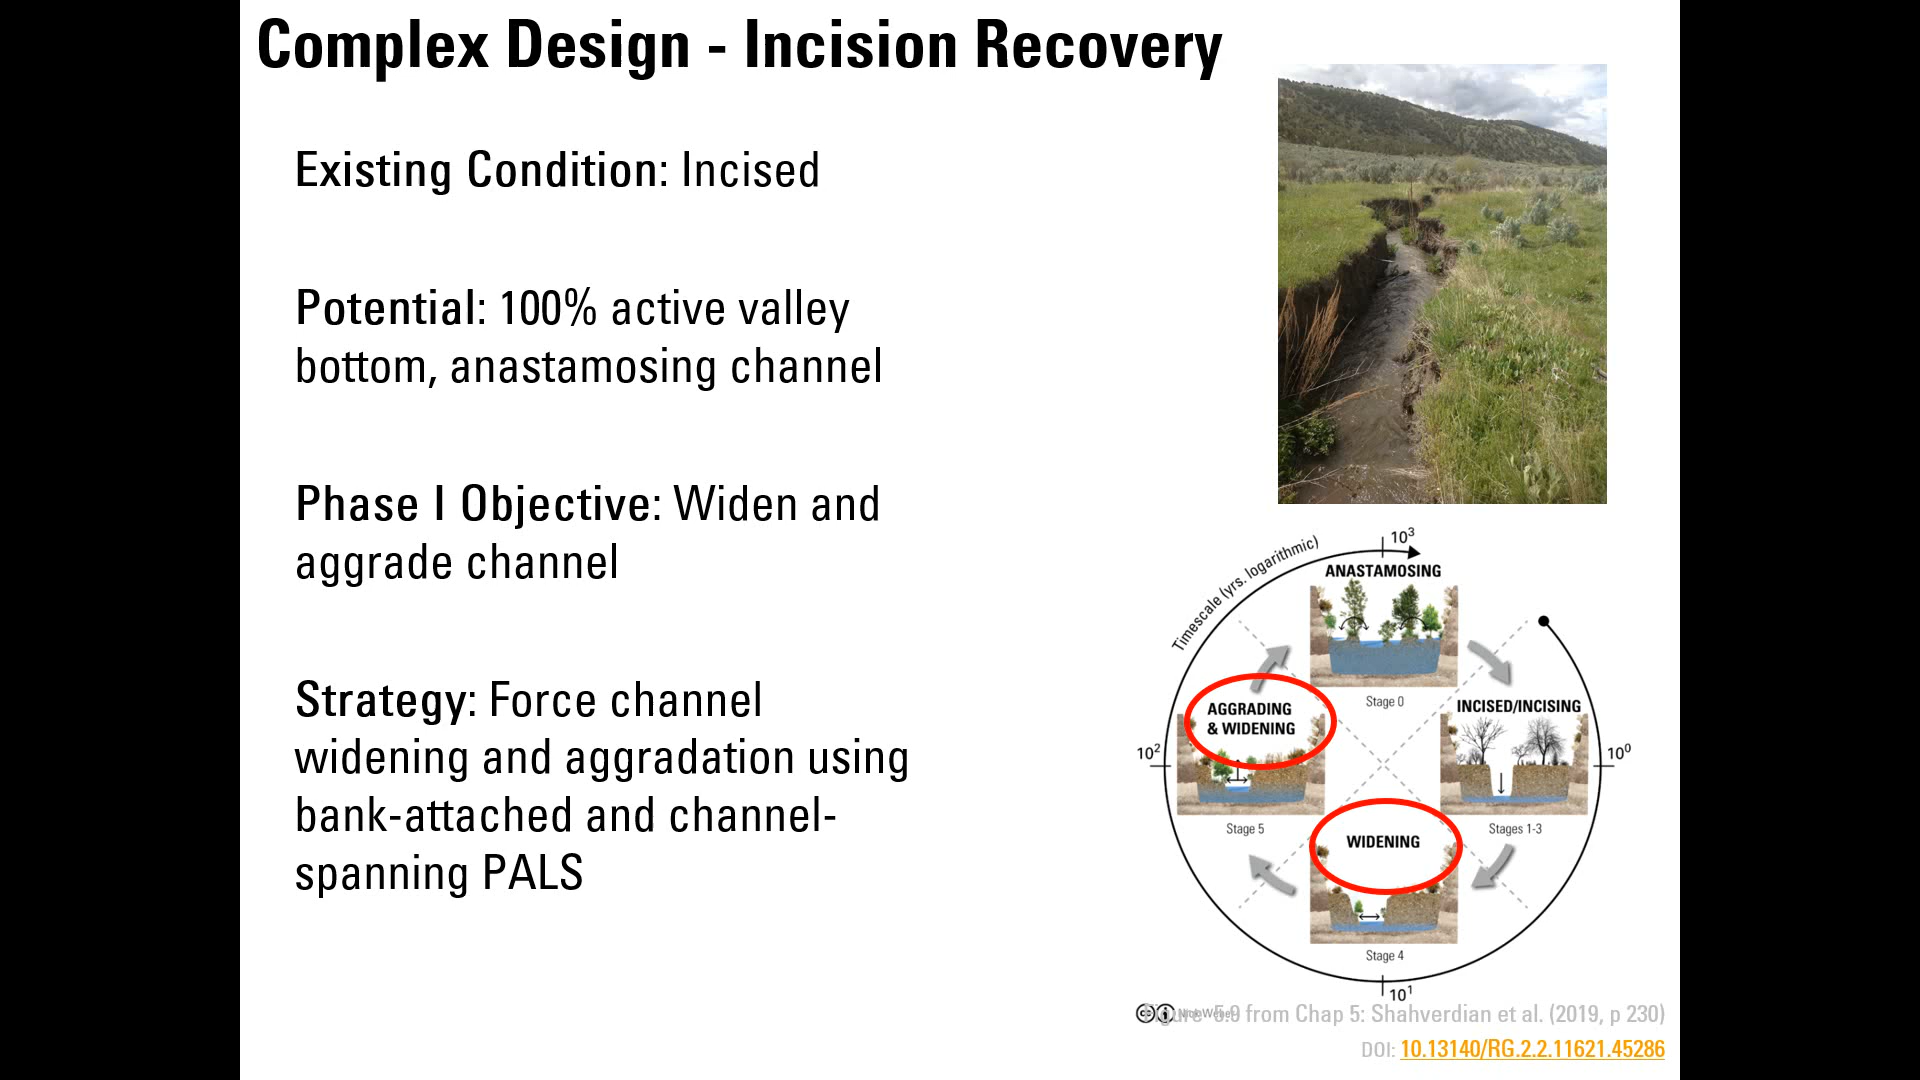 Complex Design - Incision Recovery
Existing Condition: Incised
Potential: 100% active valley
bottom, anastamosing channel
Phase I Objective: Widen and
aggrade channel
Strategy: Force channel
widening and aggradation using
bank-attached and channel-
spanning PALS
Timescale (yrs. logarithmic)
10³
ANASTAMOSING
Stage 0
AGGRADING
& WIDENING
INCISED/INCISING
10²
10⁰
Stage 5
Stages 1-3
WIDENING
Stage 4
10¹
Figure 5.9 from Chap 5: Shahverdian et al. (2019, p 230)
DOI: 10.13140/RG.2.2.11621.45286